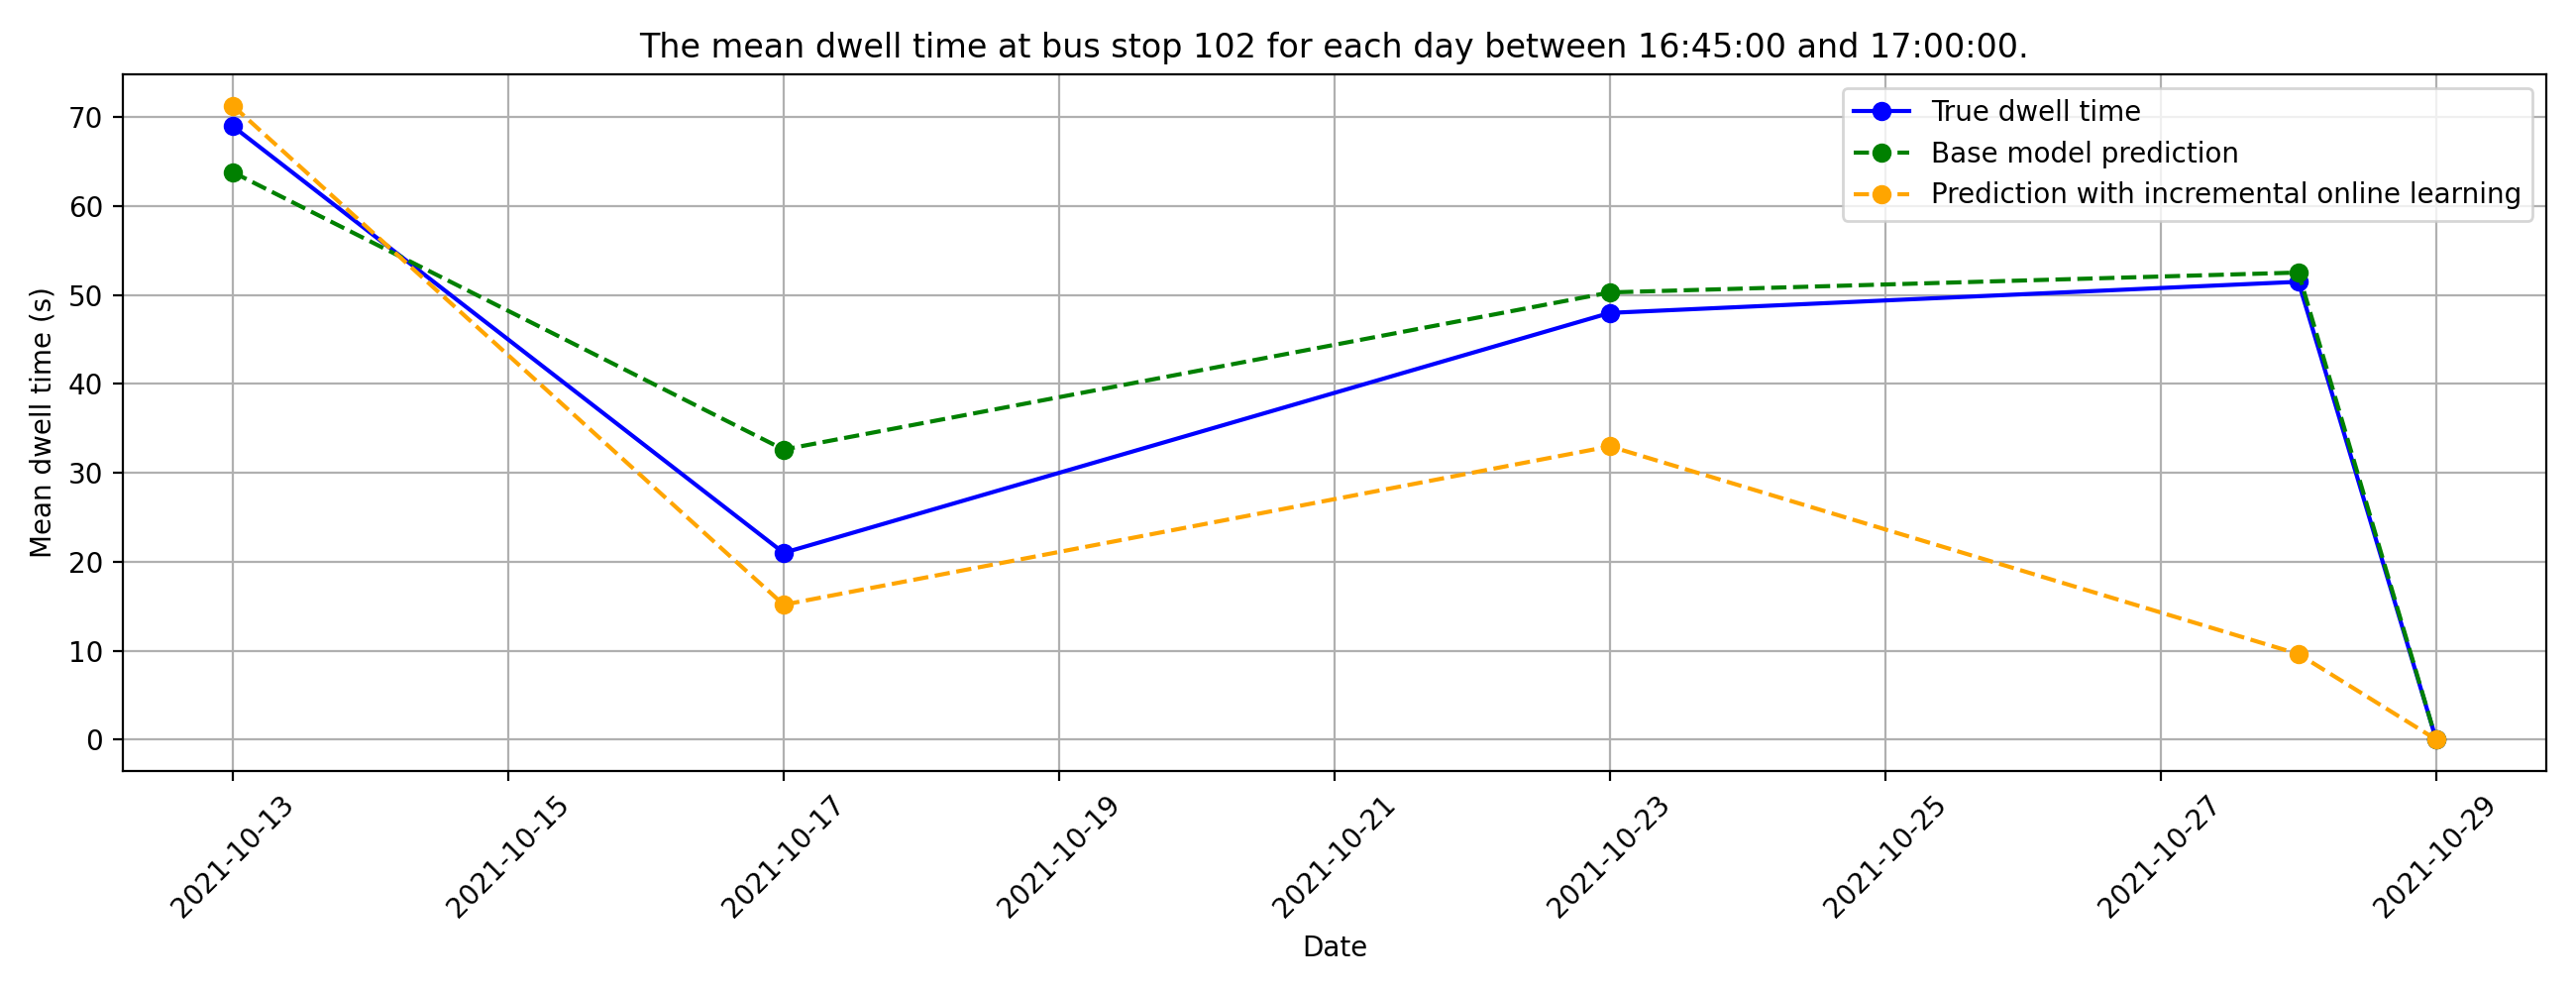 The mean dwell time at bus stop 102 for each day between 16:45:00 and 17:00:00.
True dwell time
Base model prediction
Prediction with incremental online learning
Mean dwell time (s)
70
60
50
40
30
20
10
0
2021-10-13
2021-10-15
2021-10-17
2021-10-19
2021-10-21
2021-10-23
2021-10-25
2021-10-27
2021-10-29
Date